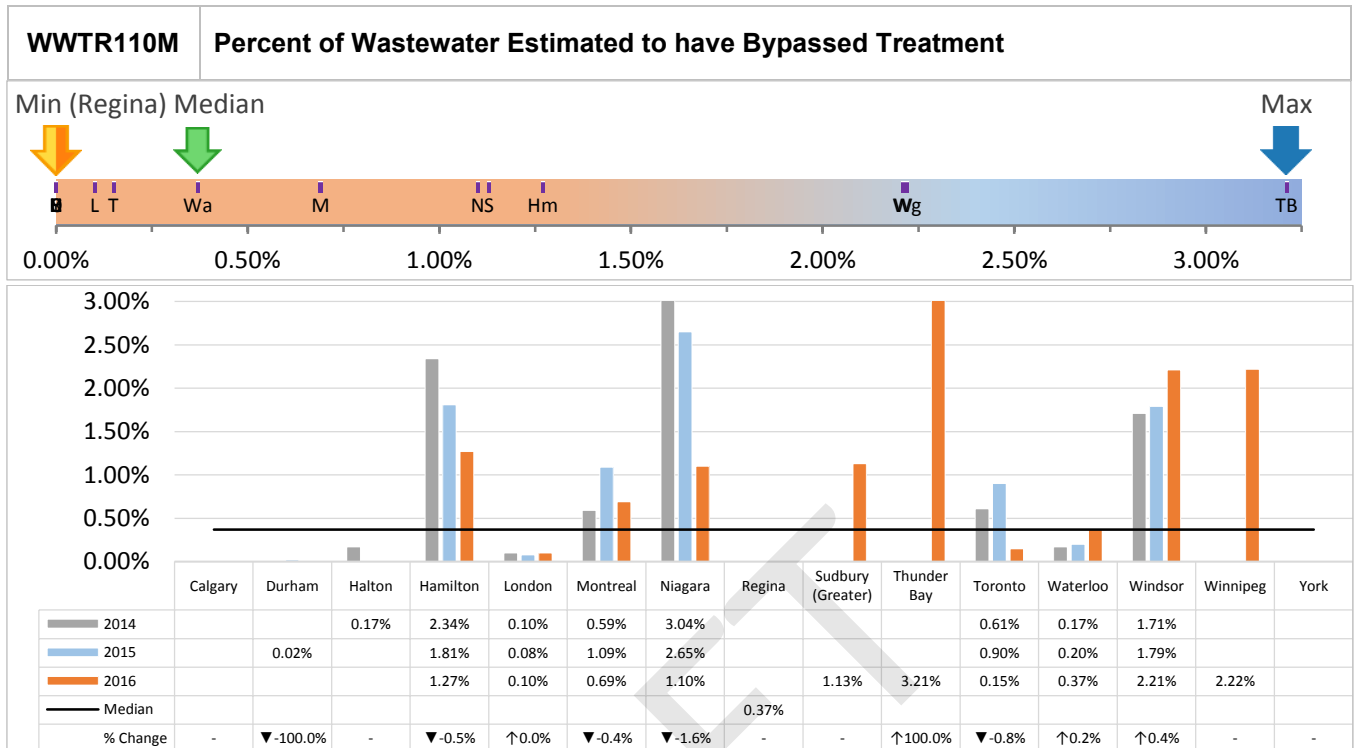 WWTR110M Percent of Wastewater Estimated to have Bypassed Treatment
Min (Regina) Median Max
L T Wa M N S Hm W Wg TB
0.00% 0.50% 1.00% 1.50% 2.00% 2.50% 3.00%
3.00%
2.50%
2.00%
1.50%
1.00%
0.50%
0.00%
Calgary Durham Halton Hamilton London Montreal Niagara Regina Sudbury (Greater) Thunder Bay Toronto Waterloo Windsor Winnipeg York
2014 0.17% 2.34% 0.10% 0.59% 3.04% 0.61% 0.17% 1.71%
2015 0.02% 1.81% 0.08% 1.09% 2.65% 0.90% 0.20% 1.79%
2016 1.27% 0.10% 0.69% 1.10% 1.13% 3.21% 0.15% 0.37% 2.21% 2.22%
Median 0.37%
% Change - ▼-100.0% - ▼-0.5% ↑0.0% ▼-0.4% ▼-1.6% - - ↑100.0% ▼-0.8% ↑0.2% ↑0.4% - -